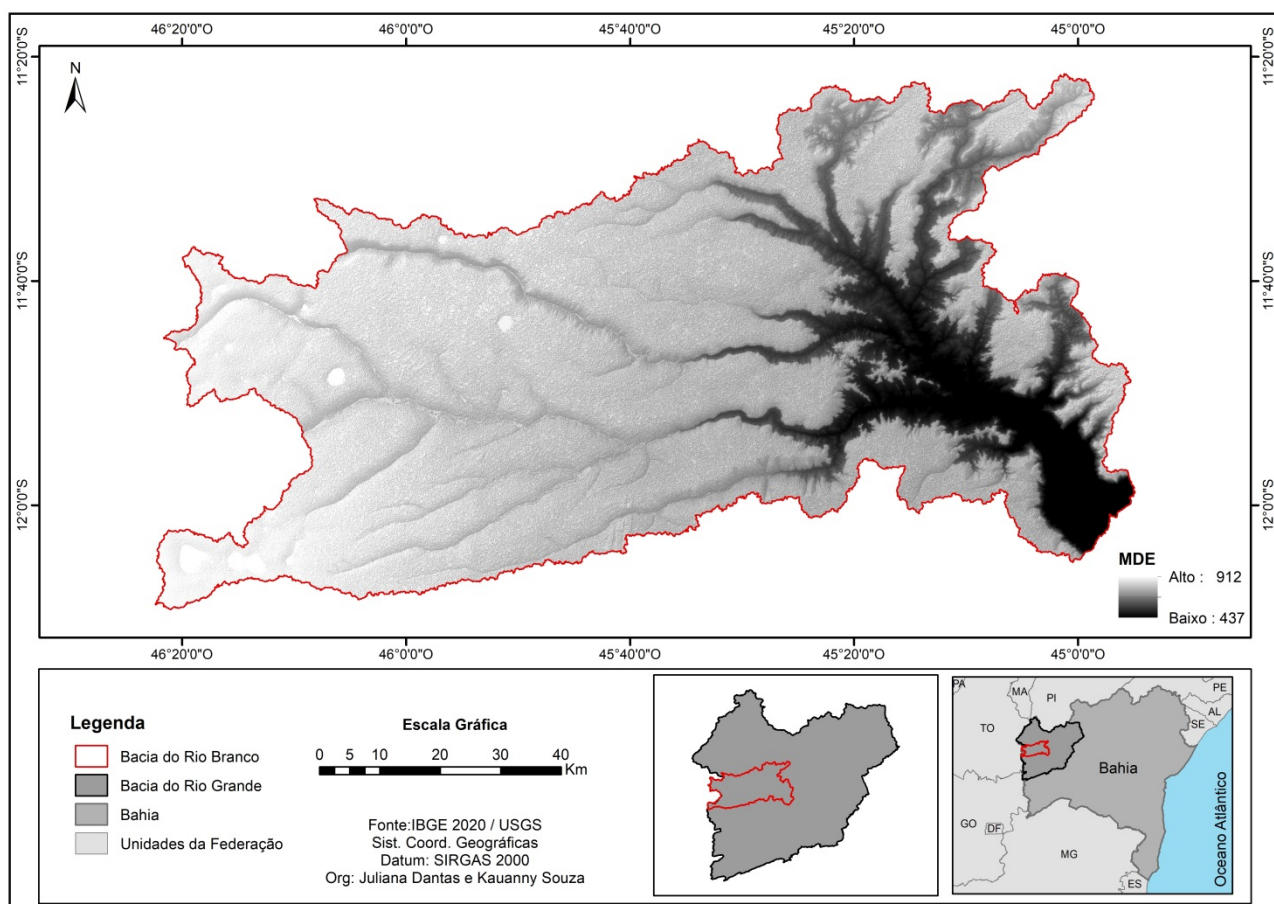 46°20'0"O 46°0'0"O 45°40'0"O 45°20'0"O 45°0'0"O
11°20'0"S 11°20'0"S
N
11°40'0"S 11°40'0"S
12°0'0"S 12°0'0"S
MDE
Alto : 912
Baixo : 437
46°20'0"O 46°0'0"O 45°40'0"O 45°20'0"O 45°0'0"O
Legenda
Bacia do Rio Branco
Bacia do Rio Grande
Bahia
Unidades da Federação
Escala Gráfica
0 5 10 20 30 40
Km
Fonte:IBGE 2020 / USGS
Sist. Coord. Geográficas
Datum: SIRGAS 2000
Org: Juliana Dantas e Kauanny Souza
PA
MA
PI
PE
AL
SE
TO
Bahia
GO
DF
MG
ES
Oceano Atlântico